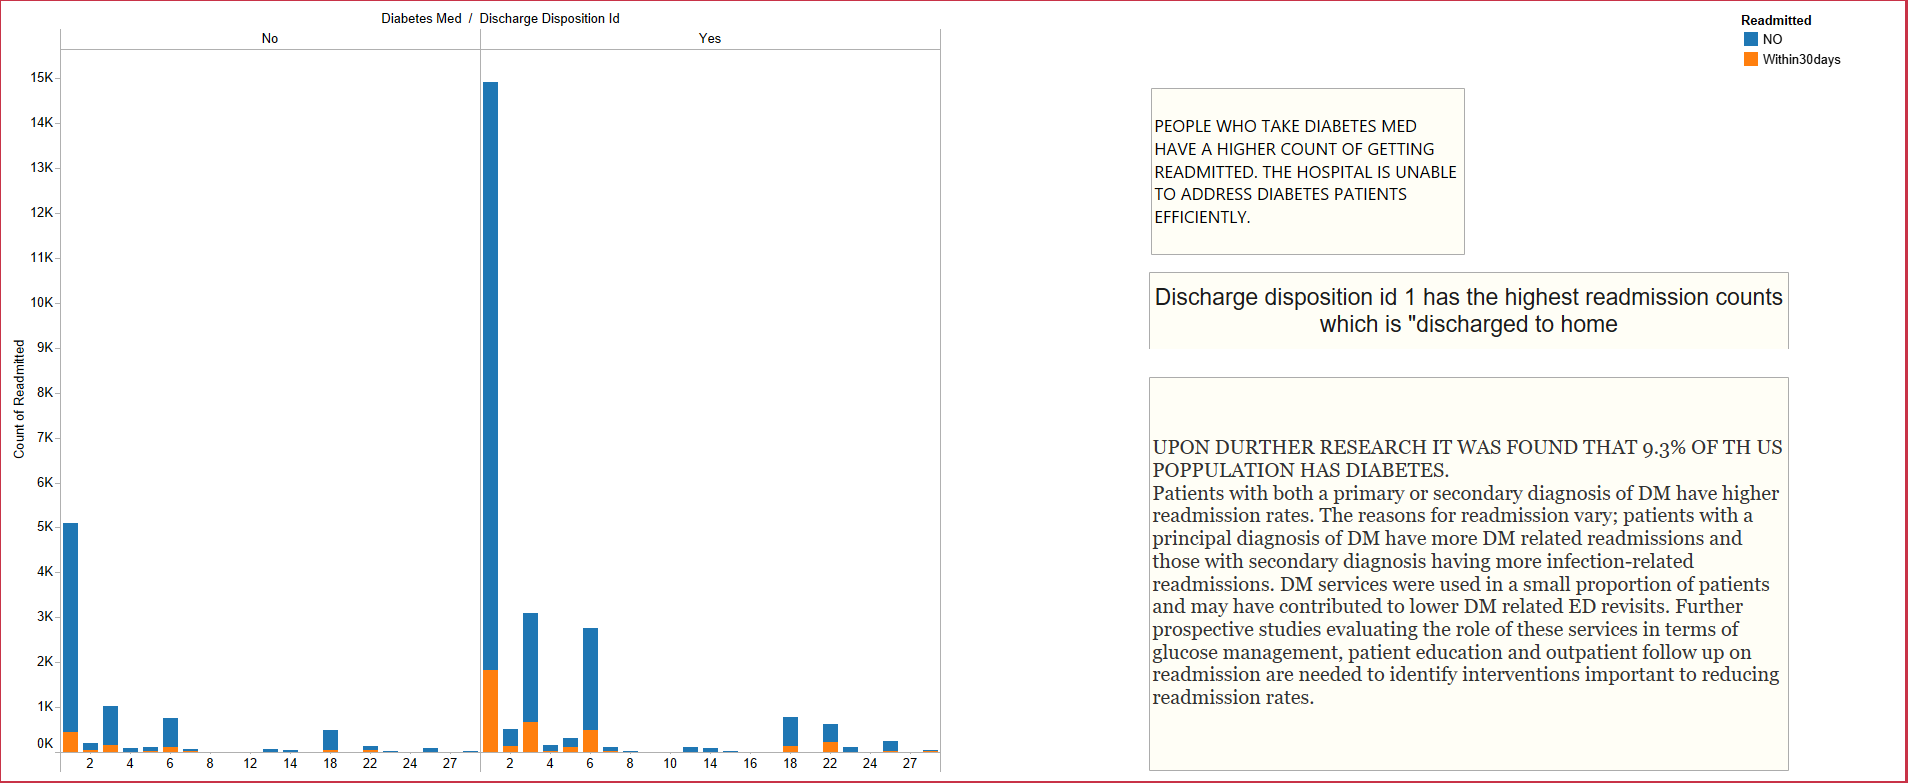 Diabetes Med / Discharge Disposition Id
No
Yes
Readmitted
NO
Within30days
15K
14K
13K
12K
11K
10K
9K
8K
7K
6K
5K
4K
3K
2K
1K
0K
Count of Readmitted
2 4 6 8 12 14 18 22 24 27
2 4 6 8 10 14 16 18 22 24 27
PEOPLE WHO TAKE DIABETES MED
HAVE A HIGHER COUNT OF GETTING
READMITTED. THE HOSPITAL IS UNABLE
TO ADDRESS DIABETES PATIENTS
EFFICIENTLY.
Discharge disposition id 1 has the highest readmission counts
which is "discharged to home
UPON DURTHER RESEARCH IT WAS FOUND THAT 9.3% OF TH US
POPPULATION HAS DIABETES.
Patients with both a primary or secondary diagnosis of DM have higher
readmission rates. The reasons for readmission vary; patients with a
principal diagnosis of DM have more DM related readmissions and
those with secondary diagnosis having more infection-related
readmissions. DM services were used in a small proportion of patients
and may have contributed to lower DM related ED revisits. Further
prospective studies evaluating the role of these services in terms of
glucose management, patient education and outpatient follow up on
readmission are needed to identify interventions important to reducing
readmission rates.